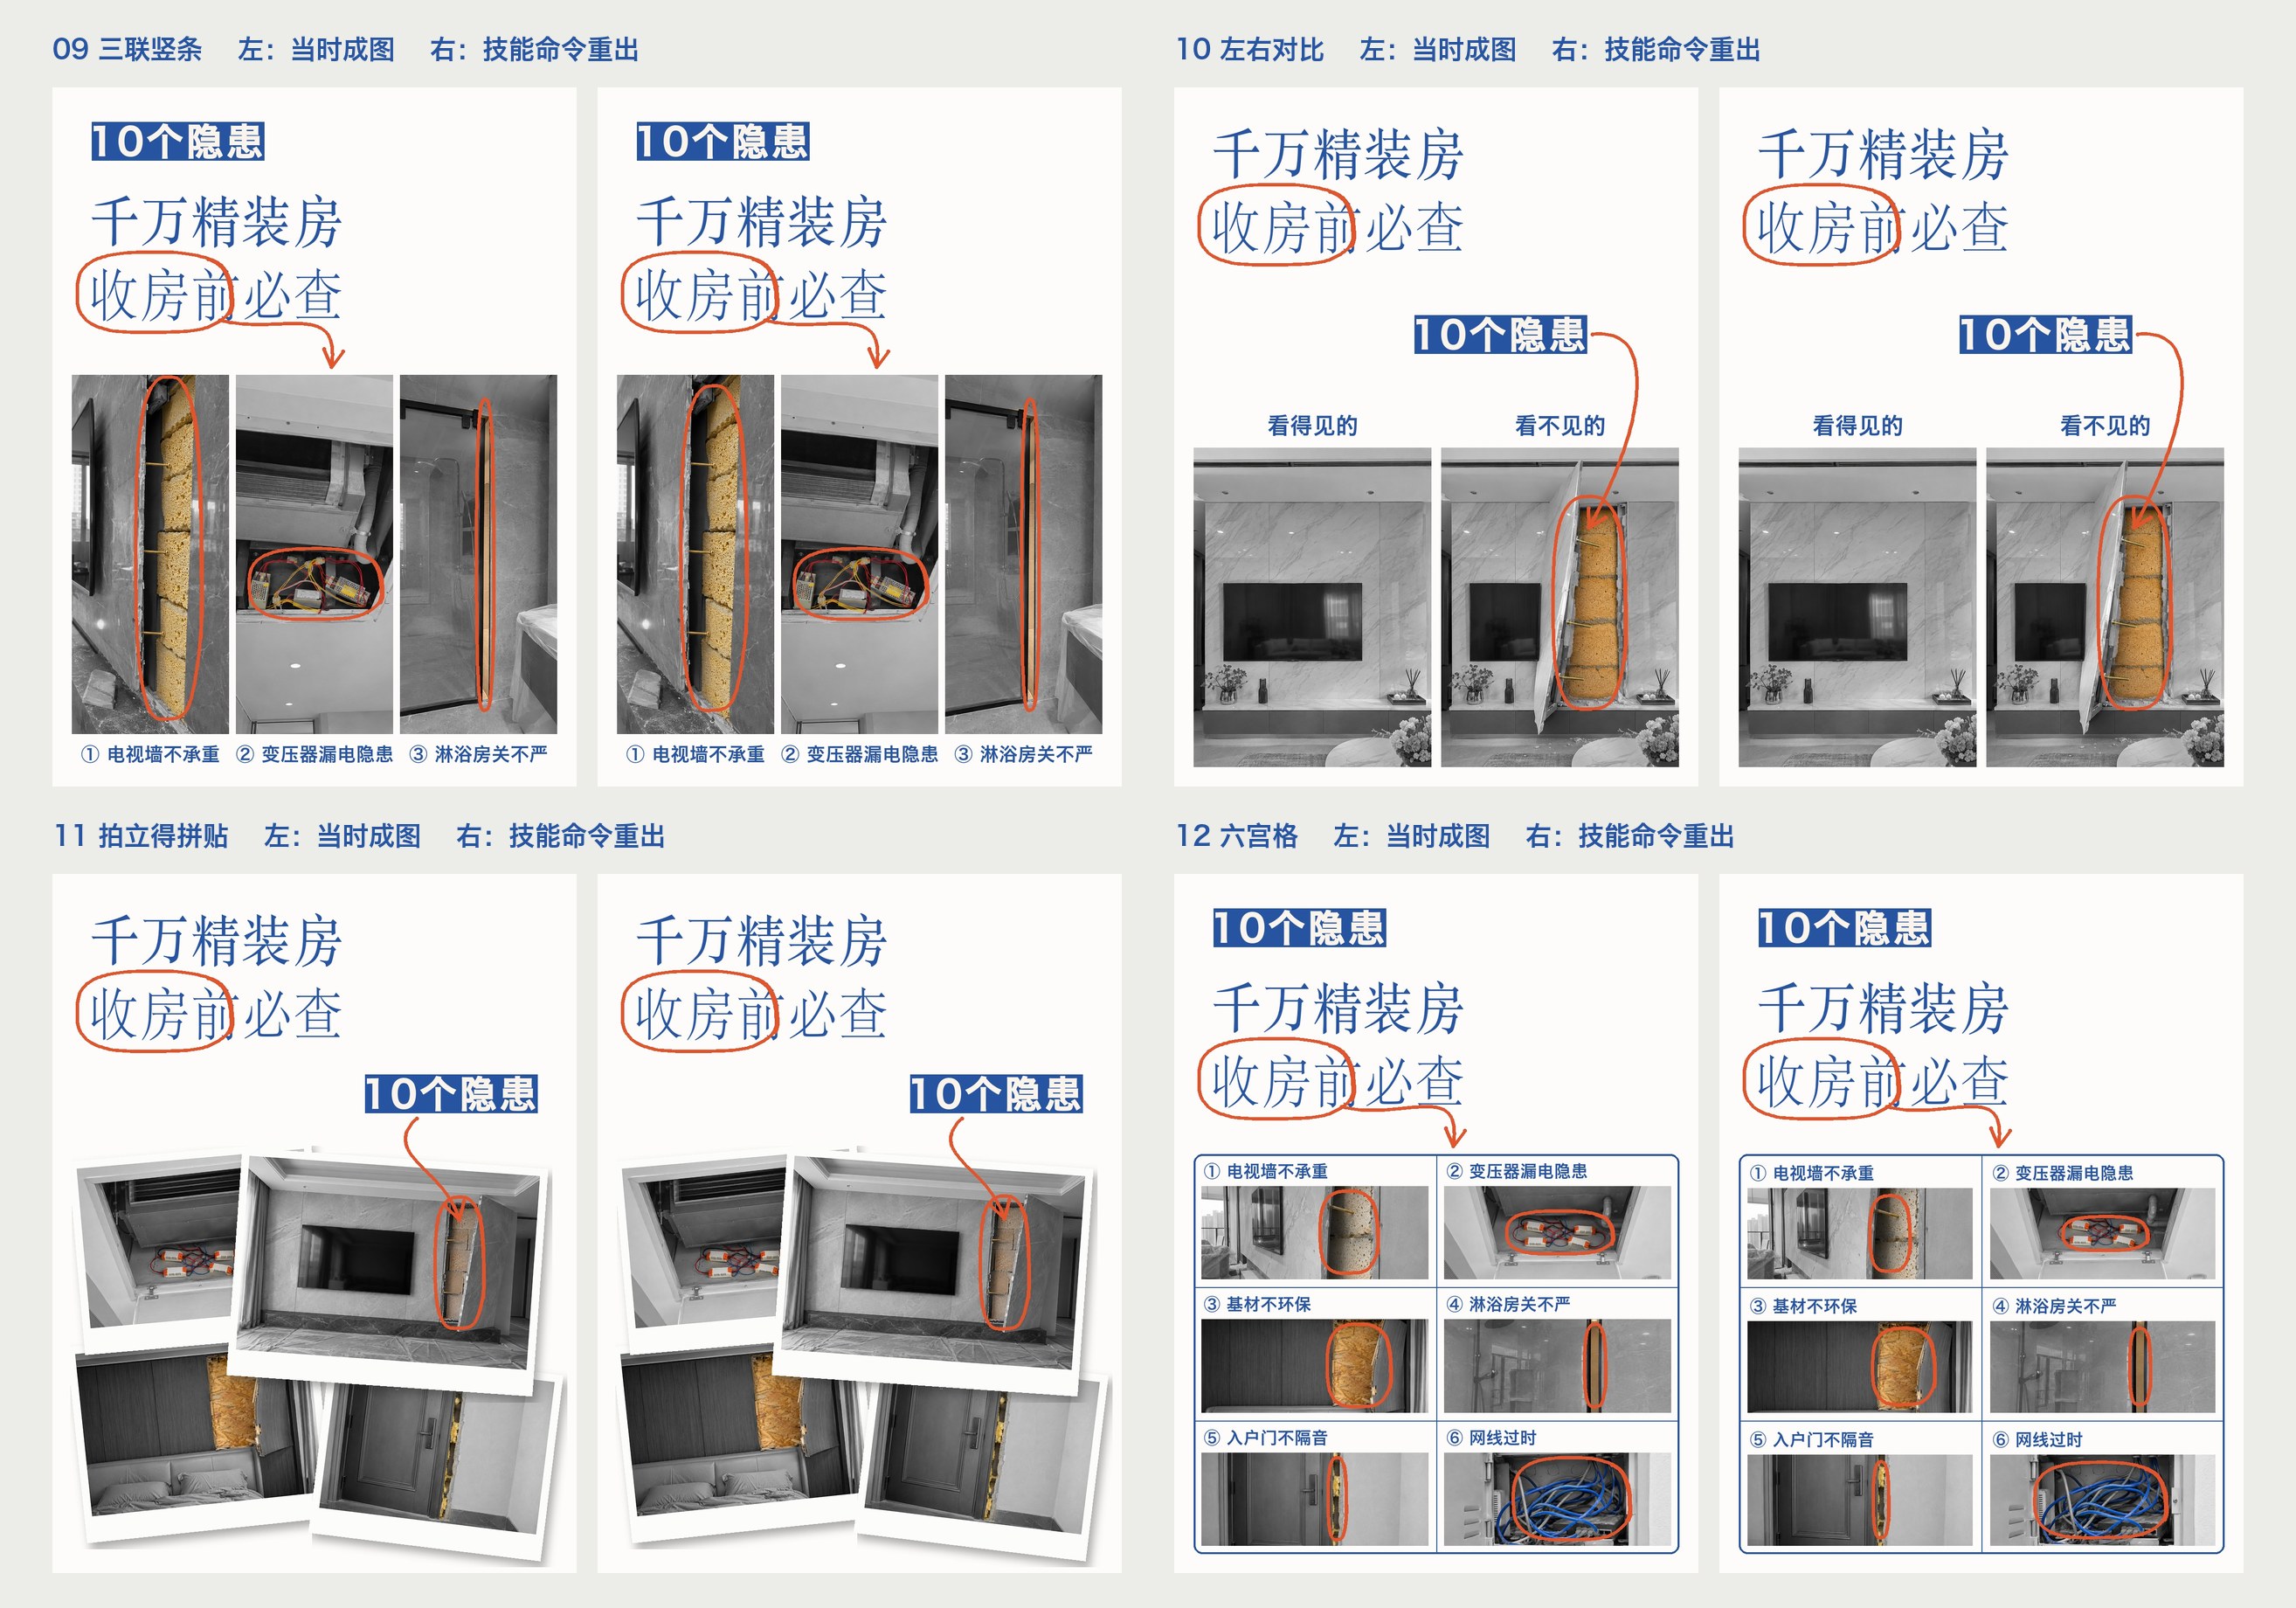 09 三联竖条 左：当时成图 右：技能命令重出
10个隐患
千万精装房
收房前必查
① 电视墙不承重 ② 变压器漏电隐患 ③ 淋浴房关不严
10个隐患
千万精装房
收房前必查
① 电视墙不承重 ② 变压器漏电隐患 ③ 淋浴房关不严
10 左右对比 左：当时成图 右：技能命令重出
千万精装房
收房前必查
10个隐患
看得见的 看不见的
千万精装房
收房前必查
10个隐患
看得见的 看不见的
11 拍立得拼贴 左：当时成图 右：技能命令重出
千万精装房
收房前必查
10个隐患
千万精装房
收房前必查
10个隐患
12 六宫格 左：当时成图 右：技能命令重出
10个隐患
千万精装房
收房前必查
① 电视墙不承重 ② 变压器漏电隐患
③ 基材不环保 ④ 淋浴房关不严
⑤ 入户门不隔音 ⑥ 网线过时
10个隐患
千万精装房
收房前必查
① 电视墙不承重 ② 变压器漏电隐患
③ 基材不环保 ④ 淋浴房关不严
⑤ 入户门不隔音 ⑥ 网线过时